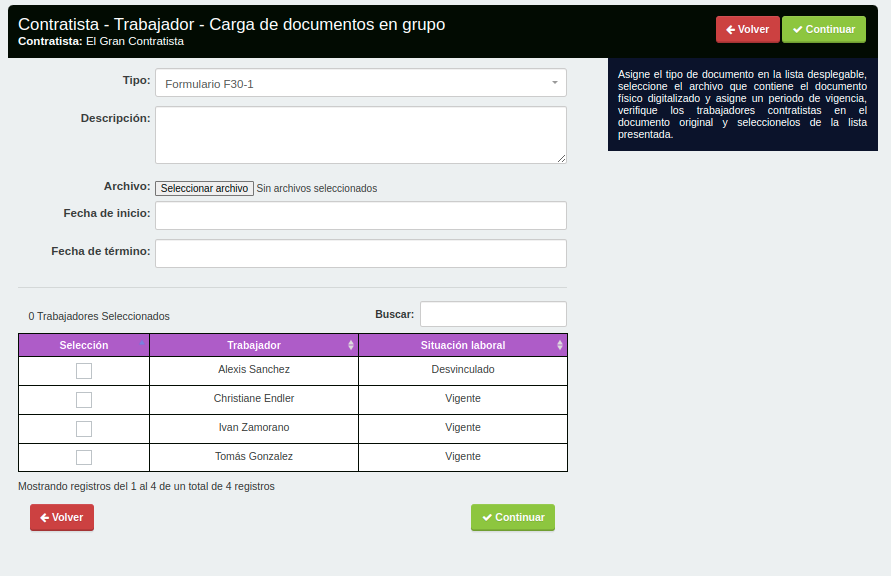 Contratista - Trabajador - Carga de documentos en grupo
Contratista: El Gran Contratista
Volver
Continuar
Asigne el tipo de documento en la lista desplegable,
seleccione el archivo que contiene el documento
físico digitalizado y asigne un periodo de vigencia,
verifique los trabajadores contratistas en el
documento original y seleccionelos de la lista
presentada.
Tipo: Formulario F30-1
Descripción:
Archivo: Seleccionar archivo Sin archivos seleccionados
Fecha de inicio:
Fecha de término:
0 Trabajadores Seleccionados Buscar:
Selección Trabajador Situación laboral
Alexis Sanchez Desvinculado
Christiane Endler Vigente
Ivan Zamorano Vigente
Tomás Gonzalez Vigente
Mostrando registros del 1 al 4 de un total de 4 registros
Volver Continuar